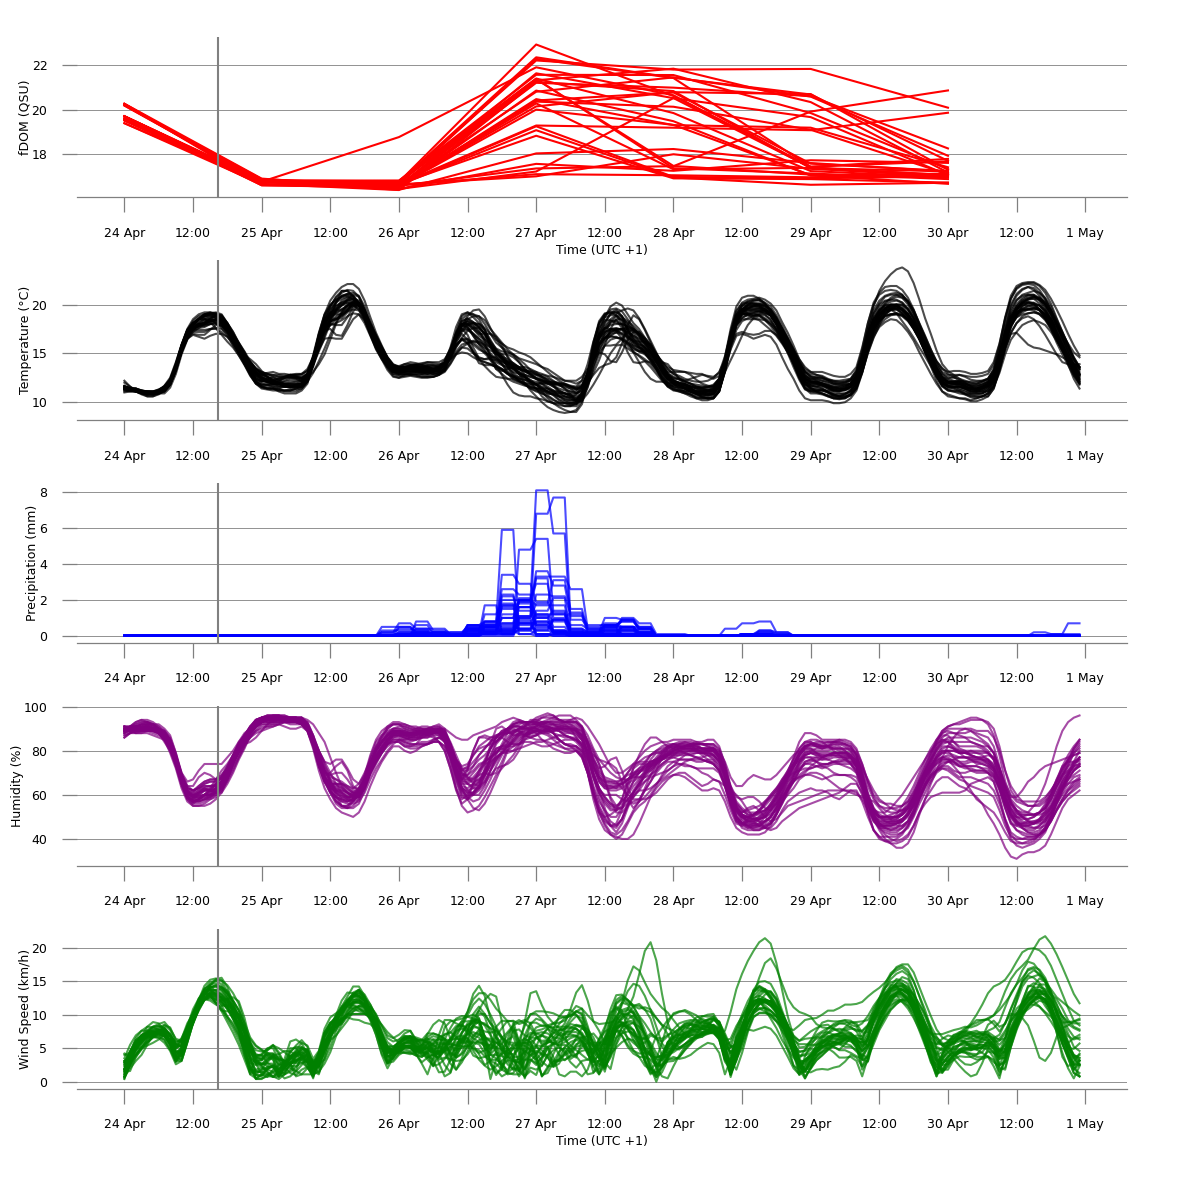 22
20
18
fDOM (QSU)
24 Apr 12:00 25 Apr 12:00 26 Apr 12:00 27 Apr 12:00 28 Apr 12:00 29 Apr 12:00 30 Apr 12:00 1 May
Time (UTC +1)
20
15
10
Temperature (°C)
24 Apr 12:00 25 Apr 12:00 26 Apr 12:00 27 Apr 12:00 28 Apr 12:00 29 Apr 12:00 30 Apr 12:00 1 May
8
6
4
2
0
Precipitation (mm)
24 Apr 12:00 25 Apr 12:00 26 Apr 12:00 27 Apr 12:00 28 Apr 12:00 29 Apr 12:00 30 Apr 12:00 1 May
100
80
60
40
Humidity (%)
24 Apr 12:00 25 Apr 12:00 26 Apr 12:00 27 Apr 12:00 28 Apr 12:00 29 Apr 12:00 30 Apr 12:00 1 May
20
15
10
5
0
Wind Speed (km/h)
24 Apr 12:00 25 Apr 12:00 26 Apr 12:00 27 Apr 12:00 28 Apr 12:00 29 Apr 12:00 30 Apr 12:00 1 May
Time (UTC +1)